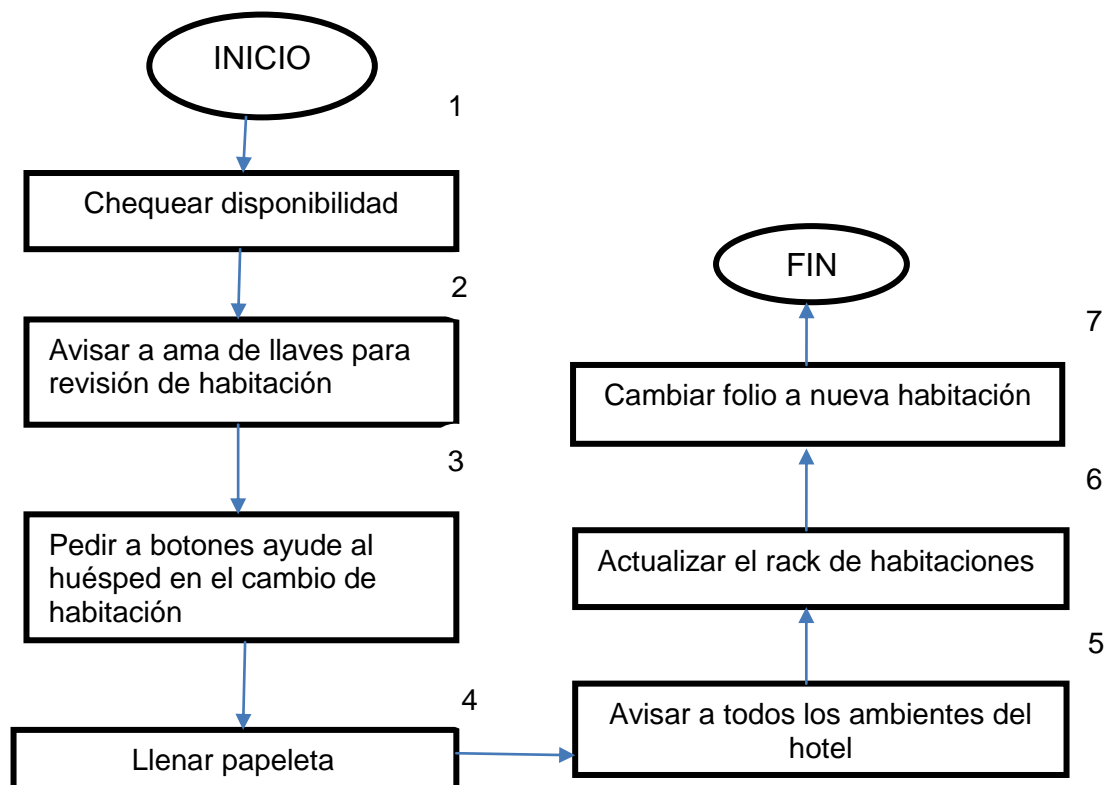 INICIO
1
Chequear disponibilidad
2
Avisar a ama de llaves para
revisión de habitación
3
Pedir a botones ayude al
huésped en el cambio de
habitación
4
Llenar papeleta
5
Avisar a todos los ambientes del
hotel
6
Actualizar el rack de habitaciones
7
Cambiar folio a nueva habitación
FIN